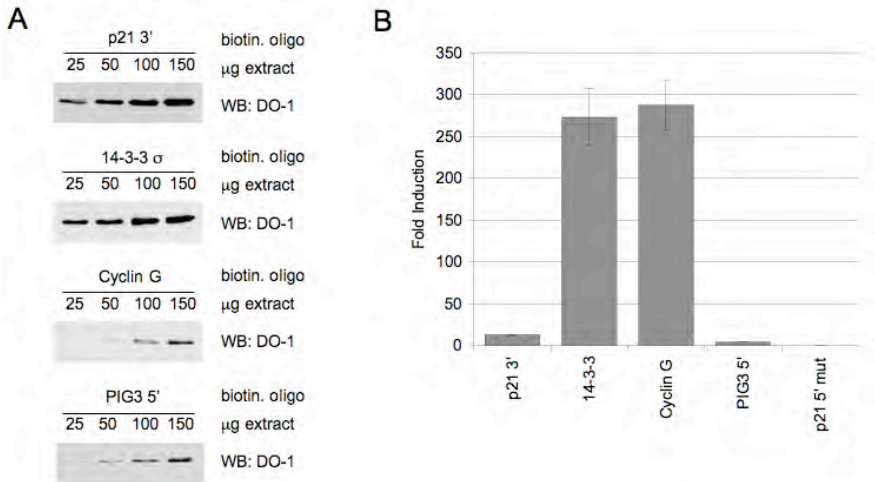 A
p21 3' biotin. oligo
25 50 100 150 µg extract
WB: DO-1
14-3-3 σ biotin. oligo
25 50 100 150 µg extract
WB: DO-1
Cyclin G biotin. oligo
25 50 100 150 µg extract
WB: DO-1
PIG3 5' biotin. oligo
25 50 100 150 µg extract
WB: DO-1
B
Fold Induction
350
300
250
200
150
100
50
0
p21 3'
14-3-3
Cyclin G
PIG3 5'
p21 5' mut